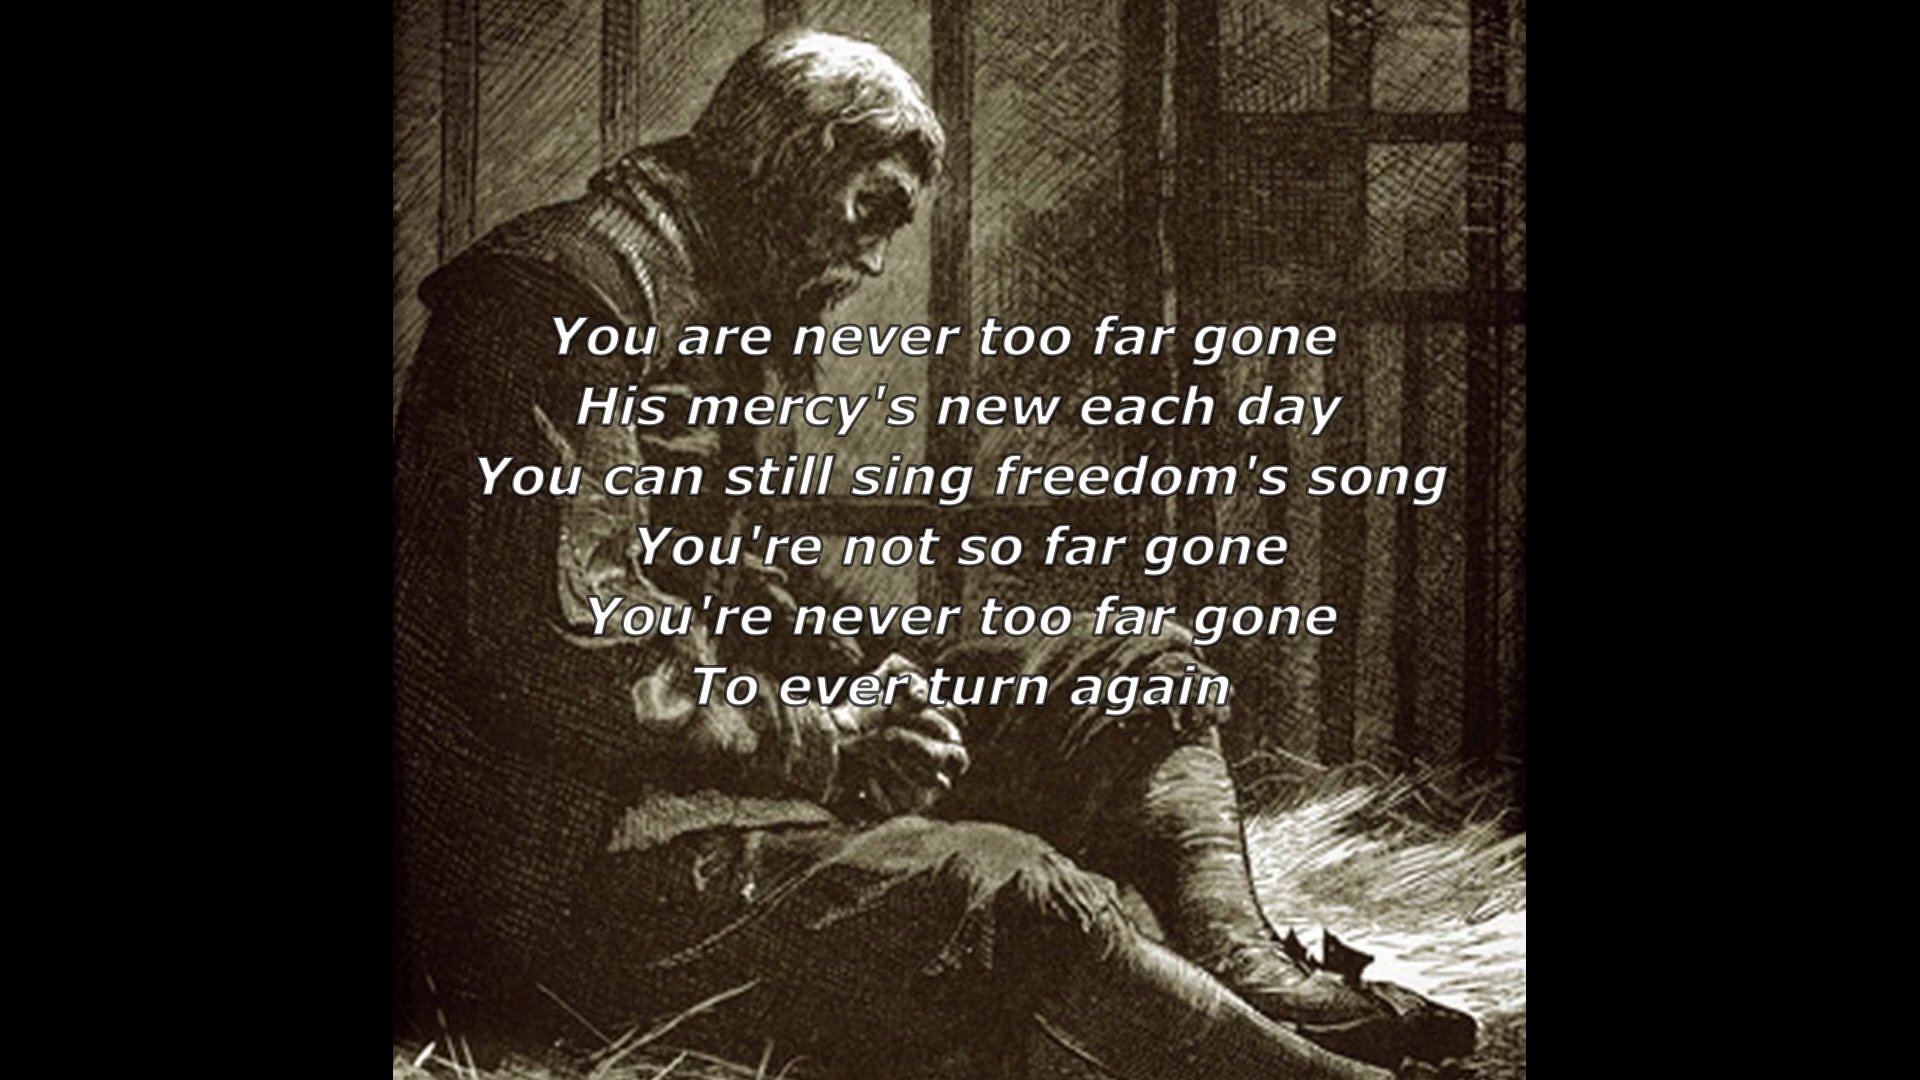 You are never too far gone
His mercy's new each day
You can still sing freedom's song
You're not so far gone
You're never too far gone
To ever turn again